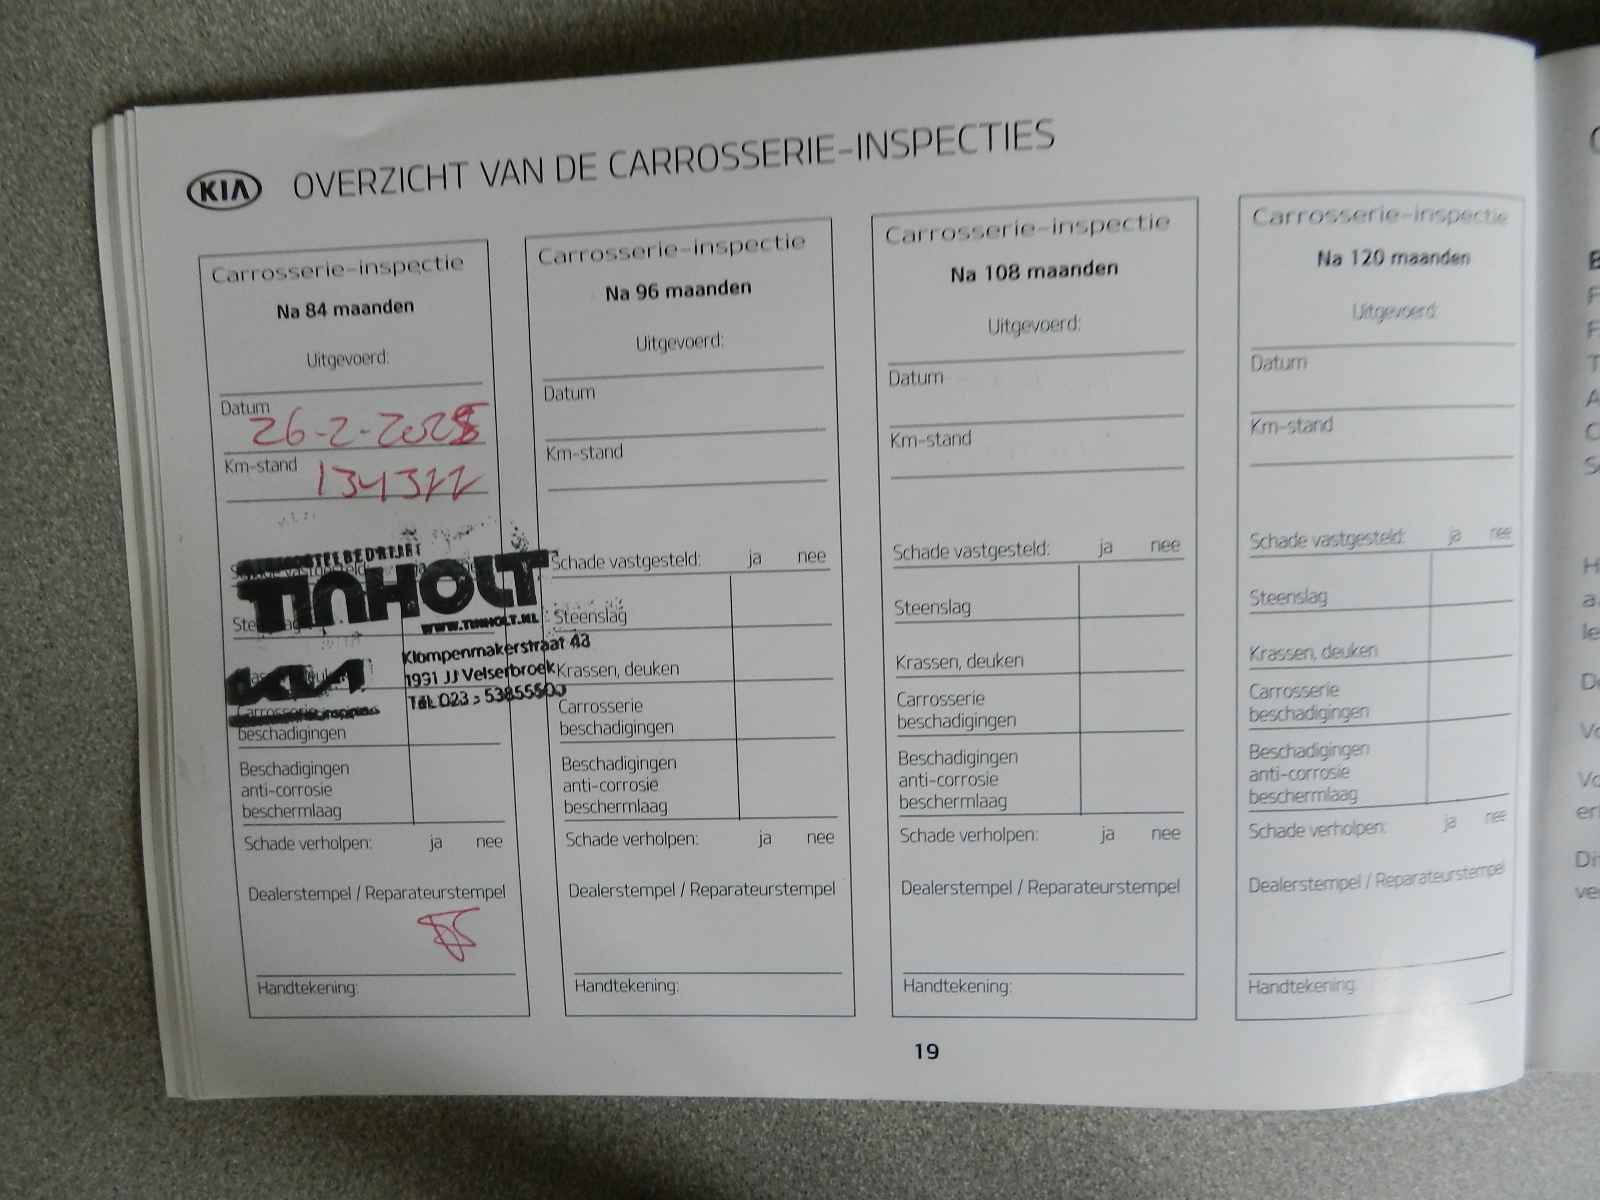 KIA OVERZICHT VAN DE CARROSSERIE-INSPECTIES
Carrosserie-inspectie
Na 84 maanden
Uitgevoerd:
Datum
26-2-2025
Km-stand
134322
AUTOMOBIELBEDRIJF
TINHOLT
WWW.TINHOLT.NL
KIA
Klompenmakerstraat 43
1991 JJ Velserbroek
Tel. 023 - 5385550
Carrosserie
beschadigingen
Beschadigingen
anti-corrosie
beschermlaag
Schade verholpen: ja nee
Dealerstempel / Reparateurstempel
Handtekening:
Carrosserie-inspectie
Na 96 maanden
Uitgevoerd:
Datum
Km-stand
Schade vastgesteld: ja nee
Steenslag
Krassen, deuken
Carrosserie
beschadigingen
Beschadigingen
anti-corrosie
beschermlaag
Schade verholpen: ja nee
Dealerstempel / Reparateurstempel
Handtekening:
Carrosserie-inspectie
Na 108 maanden
Uitgevoerd:
Datum
Km-stand
Schade vastgesteld: ja nee
Steenslag
Krassen, deuken
Carrosserie
beschadigingen
Beschadigingen
anti-corrosie
beschermlaag
Schade verholpen: ja nee
Dealerstempel / Reparateurstempel
Handtekening:
Carrosserie-inspectie
Na 120 maanden
Uitgevoerd:
Datum
Km-stand
Schade vastgesteld: ja nee
Steenslag
Krassen, deuken
Carrosserie
beschadigingen
Beschadigingen
anti-corrosie
beschermlaag
Schade verholpen: ja nee
Dealerstempel / Reparateurstempel
Handtekening:
19